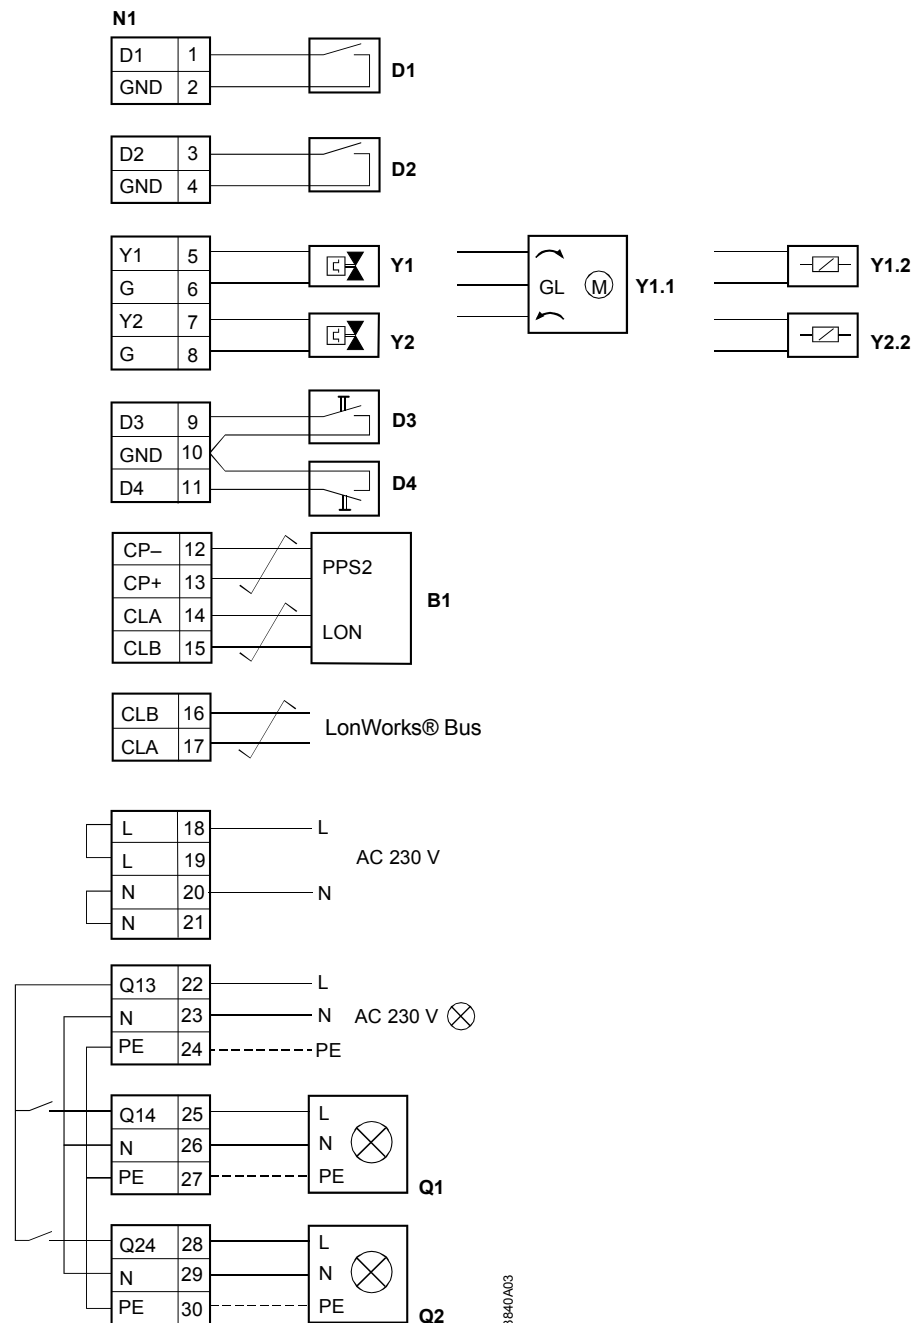 N1
D1 1
GND 2
D1
D2 3
GND 4
D2
Y1 5
G 6
Y2 7
G 8
Y1
Y2
GL M
Y1.1
Y1.2
Y2.2
D3 9
GND 10
D4 11
D3
D4
CP– 12
CP+ 13
CLA 14
CLB 15
PPS2
LON
B1
CLB 16
CLA 17
LonWorks® Bus
L 18 L
L 19
N 20 N
N 21
AC 230 V
Q13 22 L
N 23 N AC 230 V
PE 24 PE
Q14 25 L
N 26 N
PE 27 PE
Q1
Q24 28 L
N 29 N
PE 30 PE
Q2